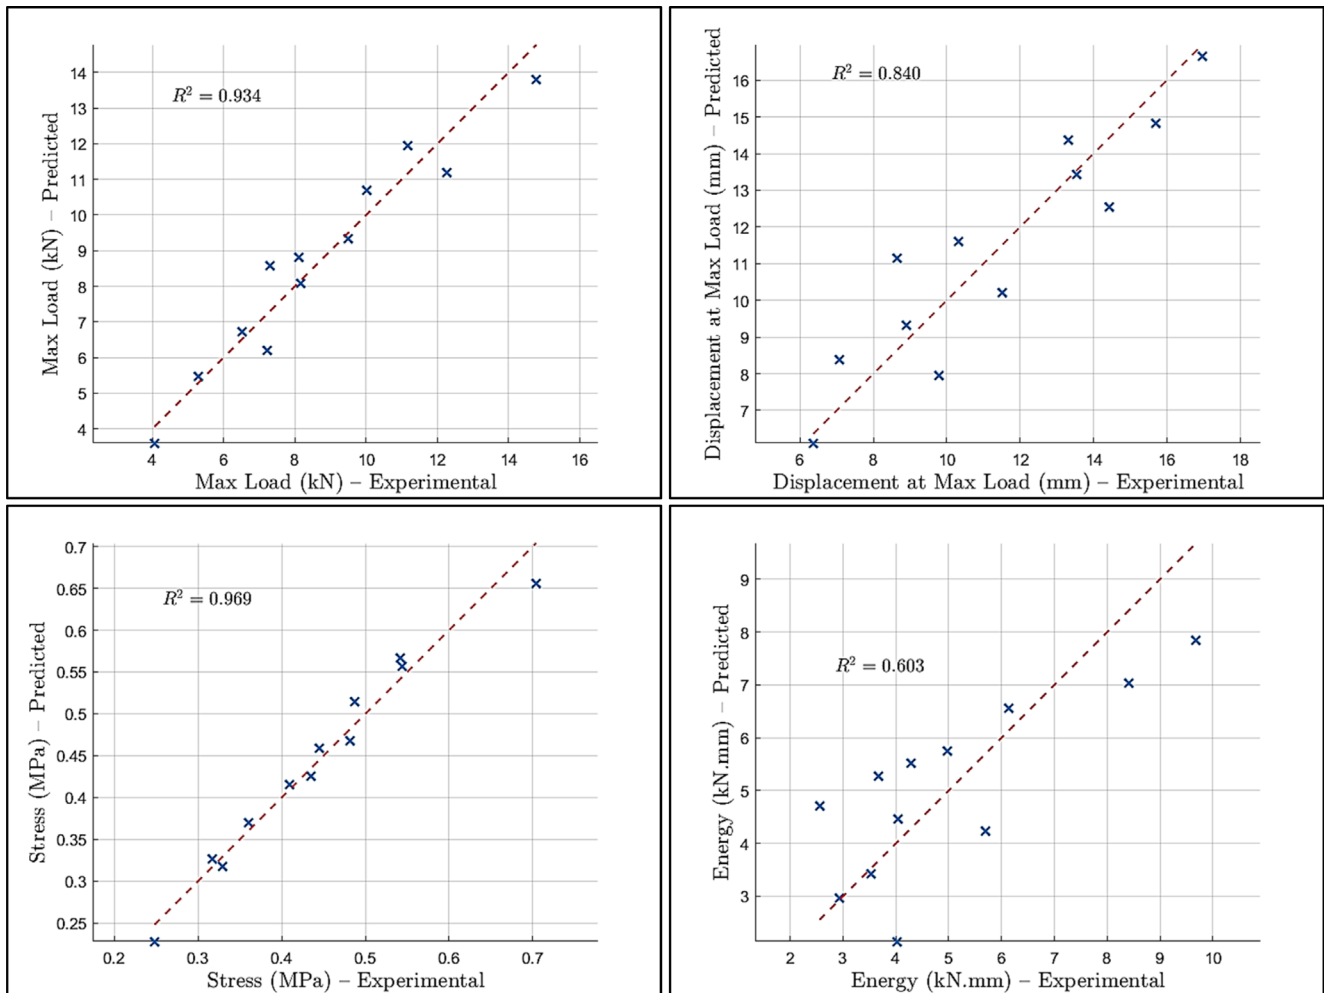 Max Load (kN) – Predicted
14
13
12
11
10
9
8
7
6
5
4
R² = 0.934
4 6 8 10 12 14 16
Max Load (kN) – Experimental
Displacement at Max Load (mm) – Predicted
16
15
14
13
12
11
10
9
8
7
R² = 0.840
6 8 10 12 14 16 18
Displacement at Max Load (mm) – Experimental
Stress (MPa) – Predicted
0.7
0.65
0.6
0.55
0.5
0.45
0.4
0.35
0.3
0.25
R² = 0.969
0.2 0.3 0.4 0.5 0.6 0.7
Stress (MPa) – Experimental
Energy (kN.mm) – Predicted
9
8
7
6
5
4
3
R² = 0.603
2 3 4 5 6 7 8 9 10
Energy (kN.mm) – Experimental